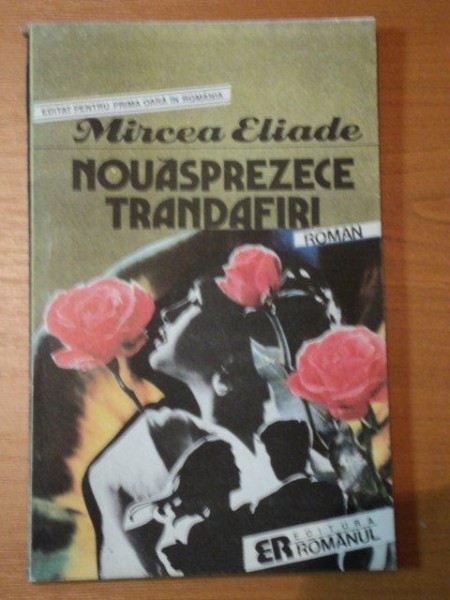 EDITAT PENTRU PRIMA OARĂ ÎN ROMÂNIA
Mircea Eliade
NOUĂSPREZECE
TRANDAFIRI
ROMAN
ER EDITURA
ROMANUL